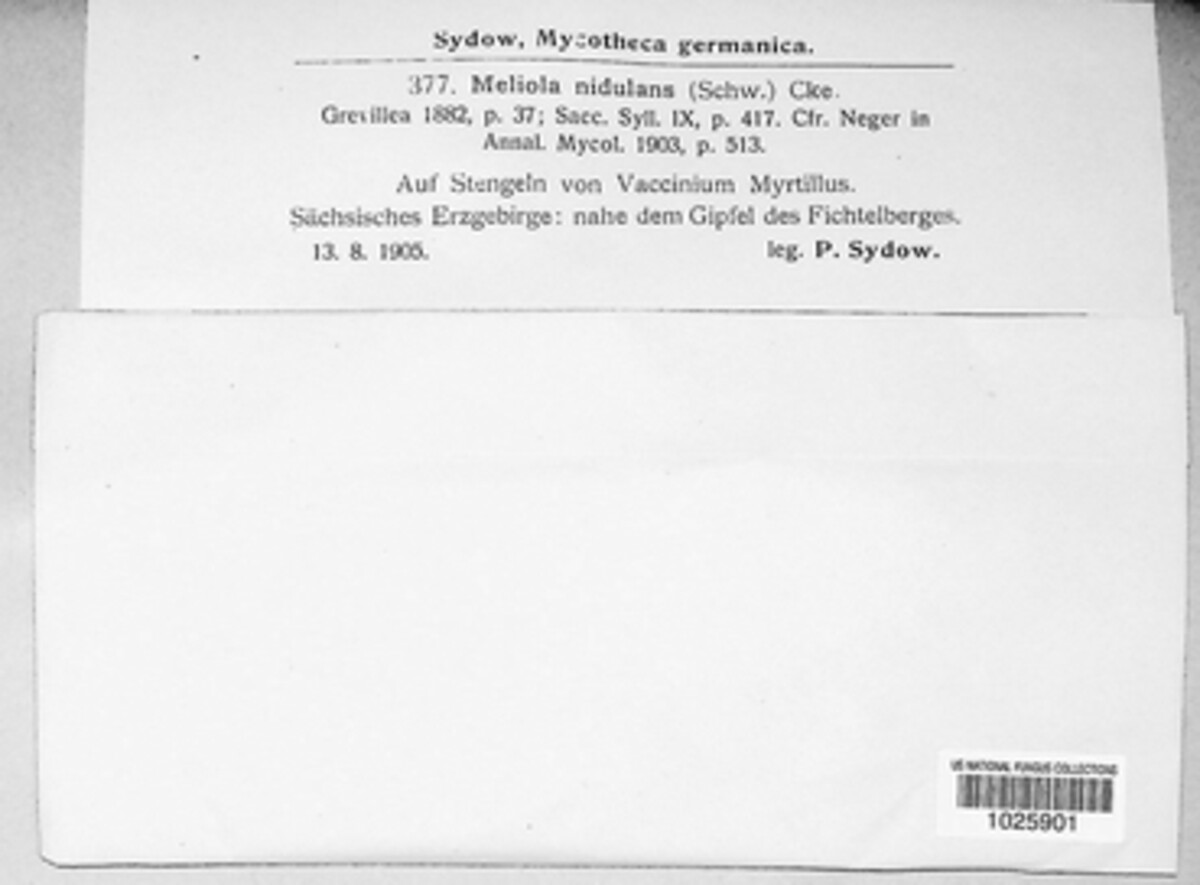 Sydow, Mycotheca germanica.
377. Meliola nidulans (Schw.) Cke.
Grevillea 1882, p. 37; Sacc. Syll. IX, p. 417. Cfr. Neger in
Annal. Mycol. 1903, p. 513.
Auf Stengeln von Vaccinium Myrtillus.
Sächsisches Erzgebirge: nahe dem Gipfel des Fichtelberges.
13. 8. 1905. leg. P. Sydow.
US NATIONAL FUNGUS COLLECTIONS
1025901